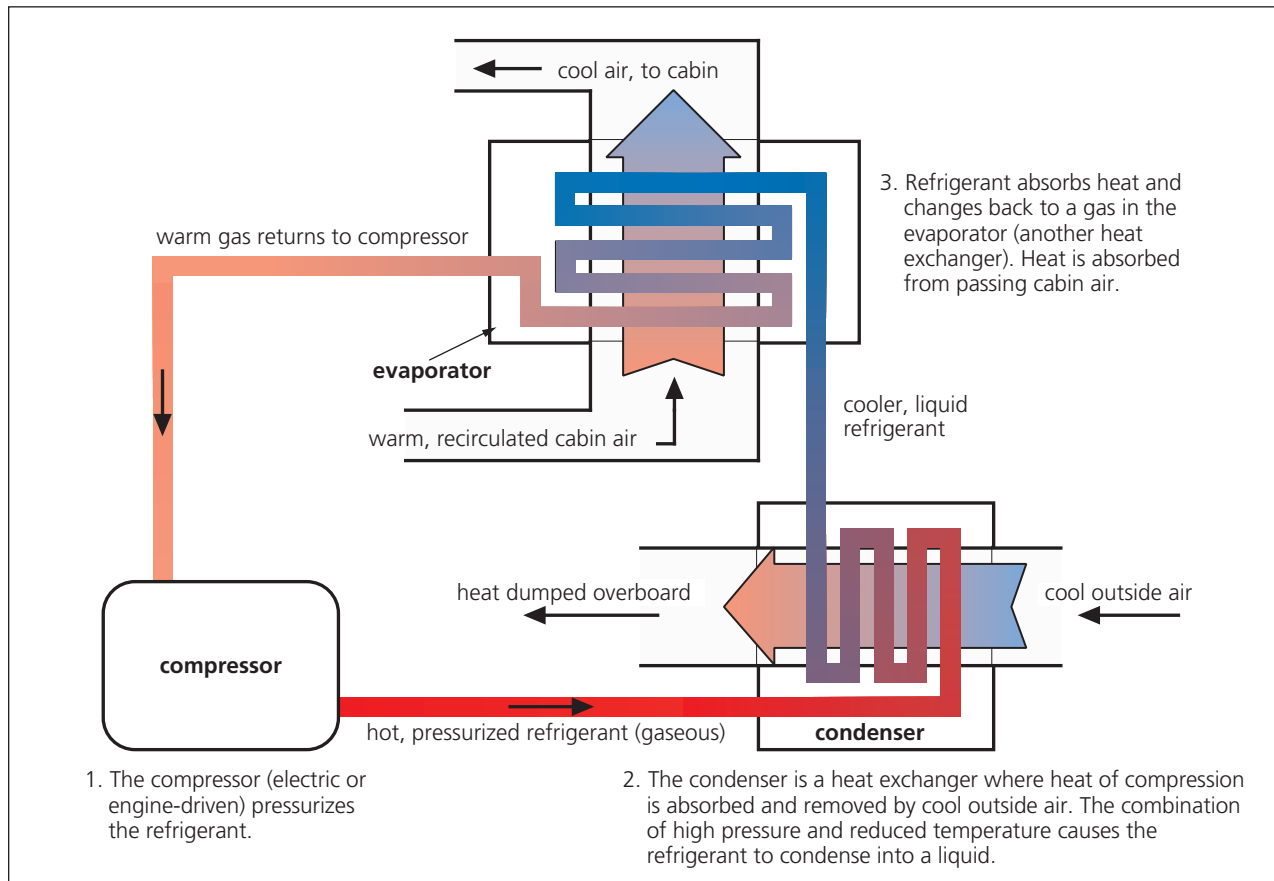 cool air, to cabin
3. Refrigerant absorbs heat and
changes back to a gas in the
evaporator (another heat
exchanger). Heat is absorbed
from passing cabin air.
warm gas returns to compressor
evaporator
cooler, liquid
refrigerant
warm, recirculated cabin air
heat dumped overboard
cool outside air
compressor
hot, pressurized refrigerant (gaseous)
condenser
1. The compressor (electric or
engine-driven) pressurizes
the refrigerant.
2. The condenser is a heat exchanger where heat of compression
is absorbed and removed by cool outside air. The combination
of high pressure and reduced temperature causes the
refrigerant to condense into a liquid.